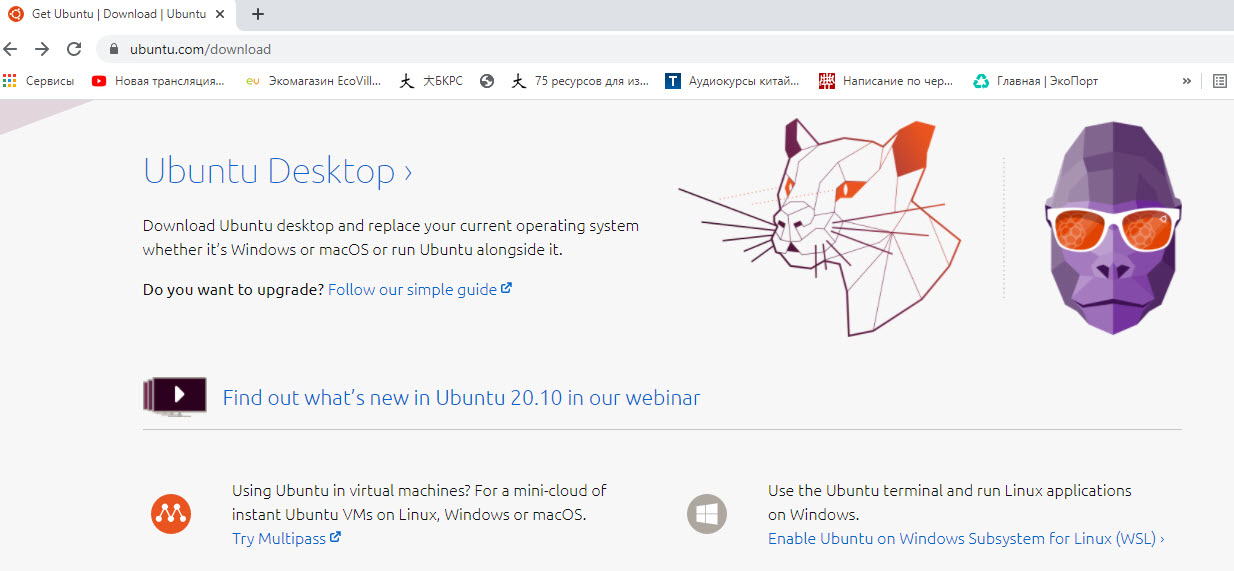 Get Ubuntu | Download | Ubuntu
ubuntu.com/download
Сервисы
Новая трансляция...
Экомагазин EcoVill...
大БКРС
75 ресурсов для из...
Аудиокурсы китай...
Написание по чер...
Главная | ЭкоПорт
»
Ubuntu Desktop ›
Download Ubuntu desktop and replace your current operating system
whether it’s Windows or macOS or run Ubuntu alongside it.
Do you want to upgrade? Follow our simple guide
Find out what’s new in Ubuntu 20.10 in our webinar
Using Ubuntu in virtual machines? For a mini-cloud of
instant Ubuntu VMs on Linux, Windows or macOS.
Try Multipass
Use the Ubuntu terminal and run Linux applications
on Windows.
Enable Ubuntu on Windows Subsystem for Linux (WSL) ›